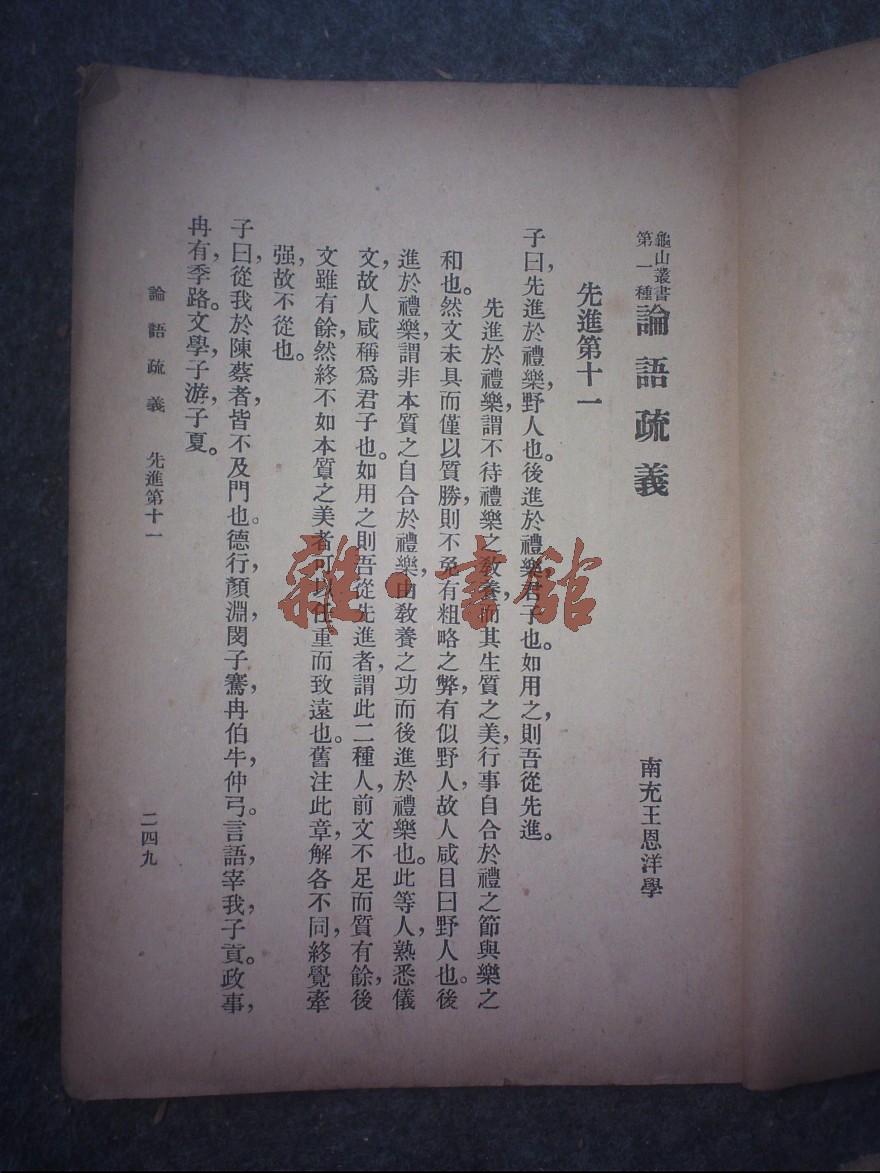 龜山叢書
第一種
論語疏義
南充王恩洋學
先進第十一
子曰先進於禮樂，野人也。後進於禮樂君子也。如用之，則吾從先進。
先進於禮樂，謂不待禮樂之教養，而其生質之美，行事自合於禮之節與樂之
和也。然文未具而僅以質勝，則不免有粗略之弊，有似野人，故人咸目曰野人也。後
進於禮樂，謂非本質之自合於禮樂，由教養之功而後進於禮樂也。此等人，熟悉儀
文，故人咸稱爲君子也。如用之則吾從先進者，謂此二種人，前文不足而質有餘，後
文雖有餘，然終不如本質之美者可以任重而致遠也。舊注此章，解各不同，終覺牽
强，故不從也。
子曰，從我於陳蔡者，皆不及門也。德行，顏淵，閔子騫，冉伯牛，仲弓。言語，宰我，子貢。政事，
冉有，季路。文學，子游，子夏。
論語疏義 先進第十一
二四九
雜·書館